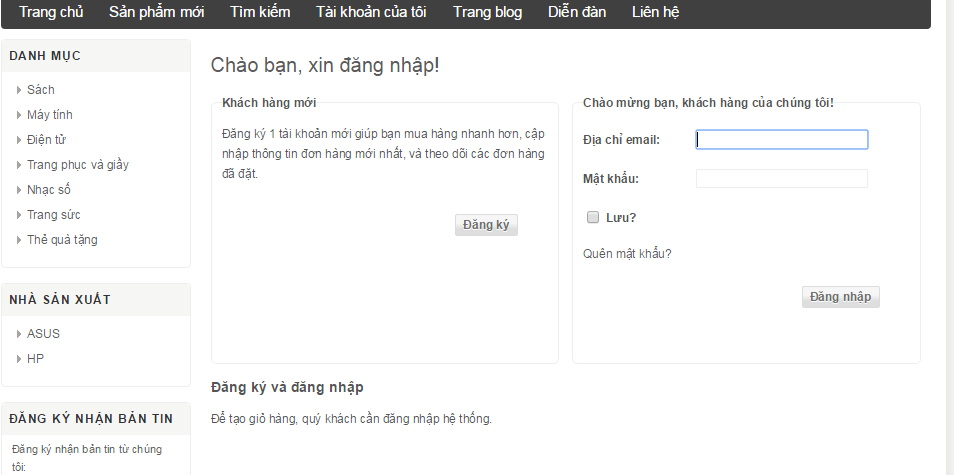 Trang chủ Sản phẩm mới Tìm kiếm Tài khoản của tôi Trang blog Diễn đàn Liên hệ
DANH MỤC
Sách
Máy tính
Điện tử
Trang phục và giầy
Nhạc số
Trang sức
Thẻ quà tặng
NHÀ SẢN XUẤT
ASUS
HP
ĐĂNG KÝ NHẬN BẢN TIN
Đăng ký nhận bản tin từ chúng
tôi:
Chào bạn, xin đăng nhập!
Khách hàng mới
Đăng ký 1 tài khoản mới giúp bạn mua hàng nhanh hơn, cập
nhập thông tin đơn hàng mới nhất, và theo dõi các đơn hàng
đã đặt.
Đăng ký
Chào mừng bạn, khách hàng của chúng tôi!
Địa chỉ email:
Mật khẩu:
Lưu?
Quên mật khẩu?
Đăng nhập
Đăng ký và đăng nhập
Để tạo giỏ hàng, quý khách cần đăng nhập hệ thống.